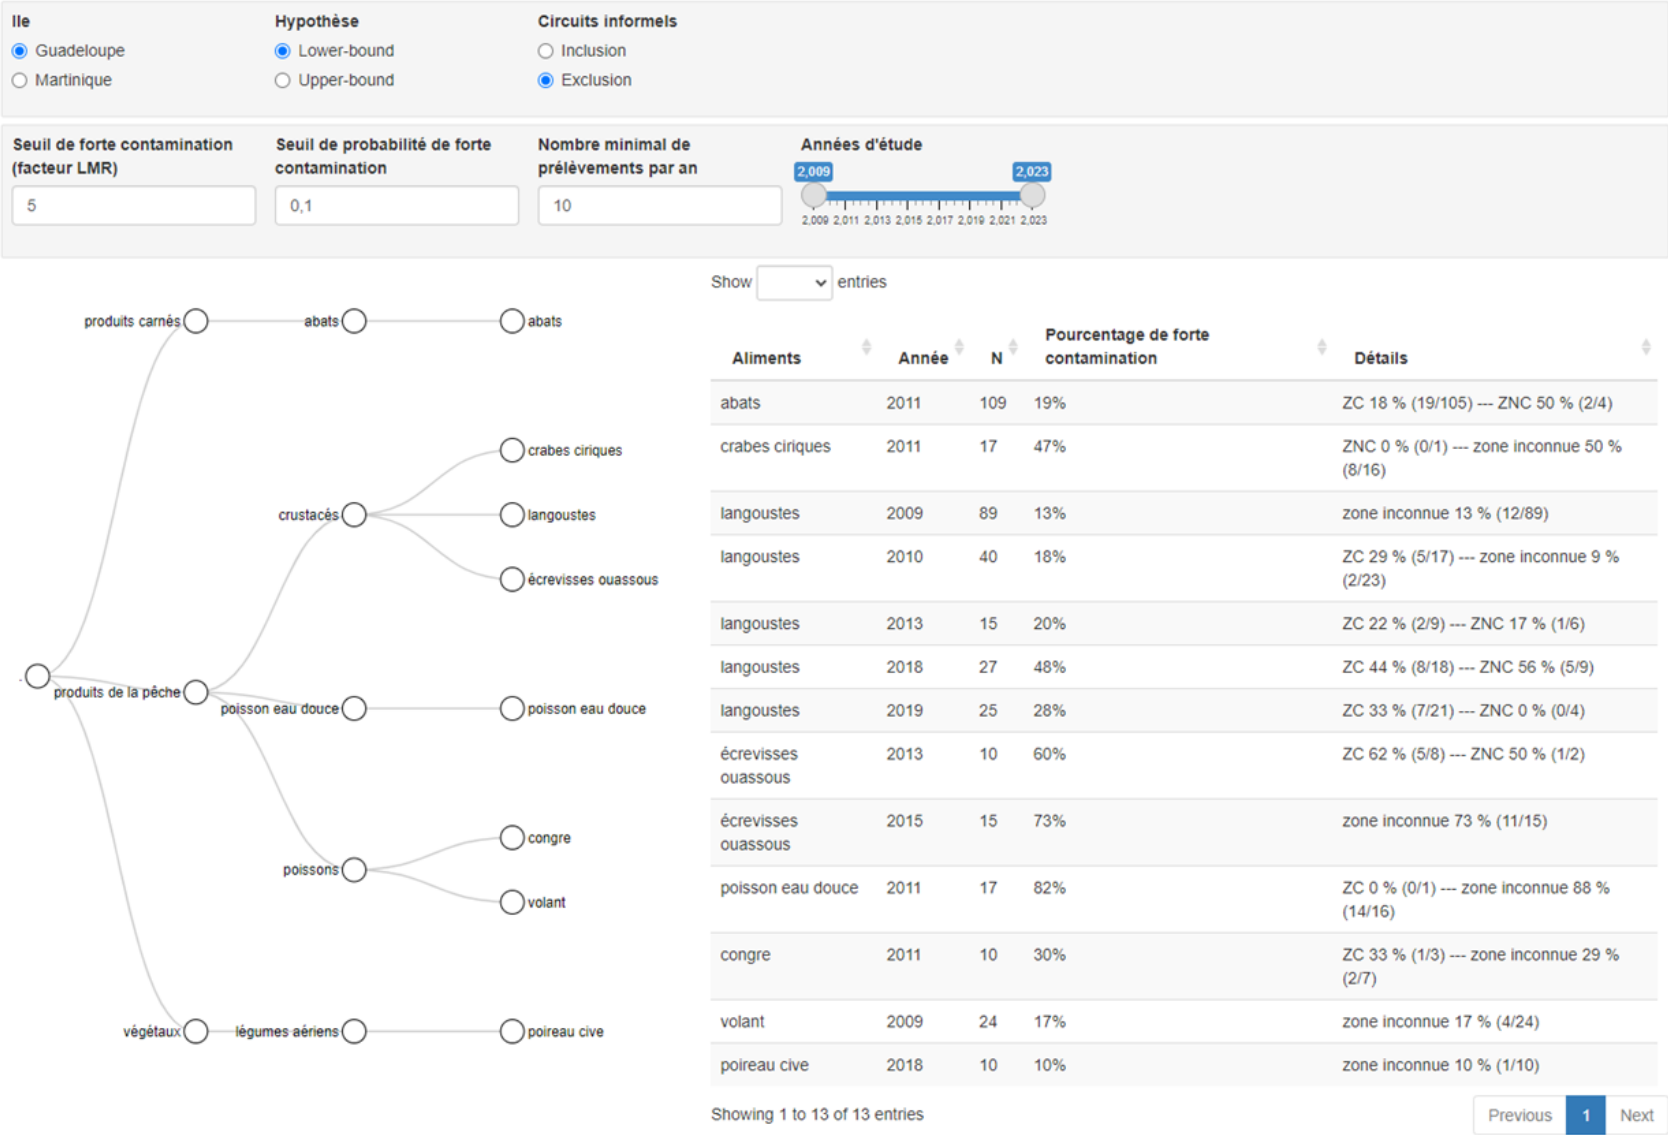 Ile
Hypothèse
Circuits informels
Guadeloupe
Lower-bound
Inclusion
Martinique
Upper-bound
Exclusion
Seuil de forte contamination
(facteur LMR)
Seuil de probabilité de forte
contamination
Nombre minimal de
prélèvements par an
Années d'étude
5
0,1
10
2,009
2,023
2,009 2,011 2,013 2,015 2,017 2,019 2,021 2,023
produits carnés
abats
abats
crabes ciriques
crustacés
langoustes
écrevisses ouassous
.
produits de la pêche
poisson eau douce
poisson eau douce
congre
poissons
volant
végétaux
légumes aériens
poireau cive
Show entries
Aliments Année N Pourcentage de forte
contamination Détails
abats 2011 109 19% ZC 18 % (19/105) --- ZNC 50 % (2/4)
crabes ciriques 2011 17 47% ZNC 0 % (0/1) --- zone inconnue 50 %
(8/16)
langoustes 2009 89 13% zone inconnue 13 % (12/89)
langoustes 2010 40 18% ZC 29 % (5/17) --- zone inconnue 9 %
(2/23)
langoustes 2013 15 20% ZC 22 % (2/9) --- ZNC 17 % (1/6)
langoustes 2018 27 48% ZC 44 % (8/18) --- ZNC 56 % (5/9)
langoustes 2019 25 28% ZC 33 % (7/21) --- ZNC 0 % (0/4)
écrevisses 2013 10 60% ZC 62 % (5/8) --- ZNC 50 % (1/2)
ouassous
écrevisses 2015 15 73% zone inconnue 73 % (11/15)
ouassous
poisson eau douce 2011 17 82% ZC 0 % (0/1) --- zone inconnue 88 %
(14/16)
congre 2011 10 30% ZC 33 % (1/3) --- zone inconnue 29 %
(2/7)
volant 2009 24 17% zone inconnue 17 % (4/24)
poireau cive 2018 10 10% zone inconnue 10 % (1/10)
Showing 1 to 13 of 13 entries
Previous 1 Next